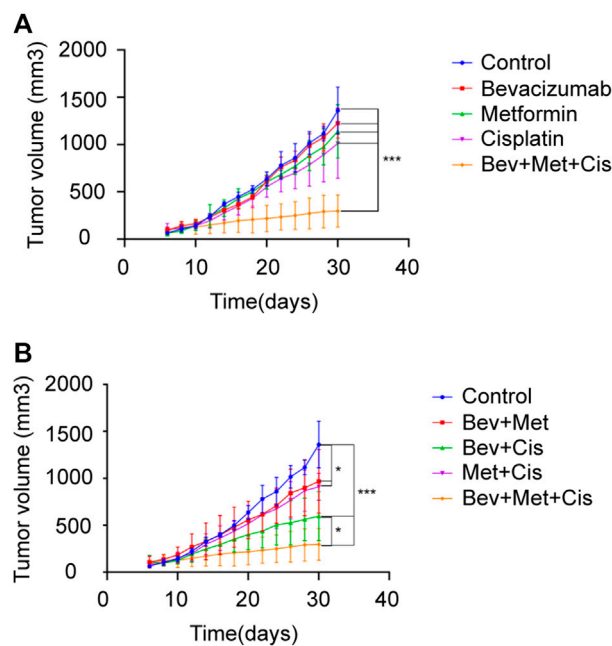 A
Tumor volume (mm3)
2000
1500
1000
500
0
0
10
20
30
40
Time(days)
***
Control
Bevacizumab
Metformin
Cisplatin
Bev+Met+Cis
B
Tumor volume (mm3)
2000
1500
1000
500
0
0
10
20
30
40
Time(days)
*
***
*
Control
Bev+Met
Bev+Cis
Met+Cis
Bev+Met+Cis